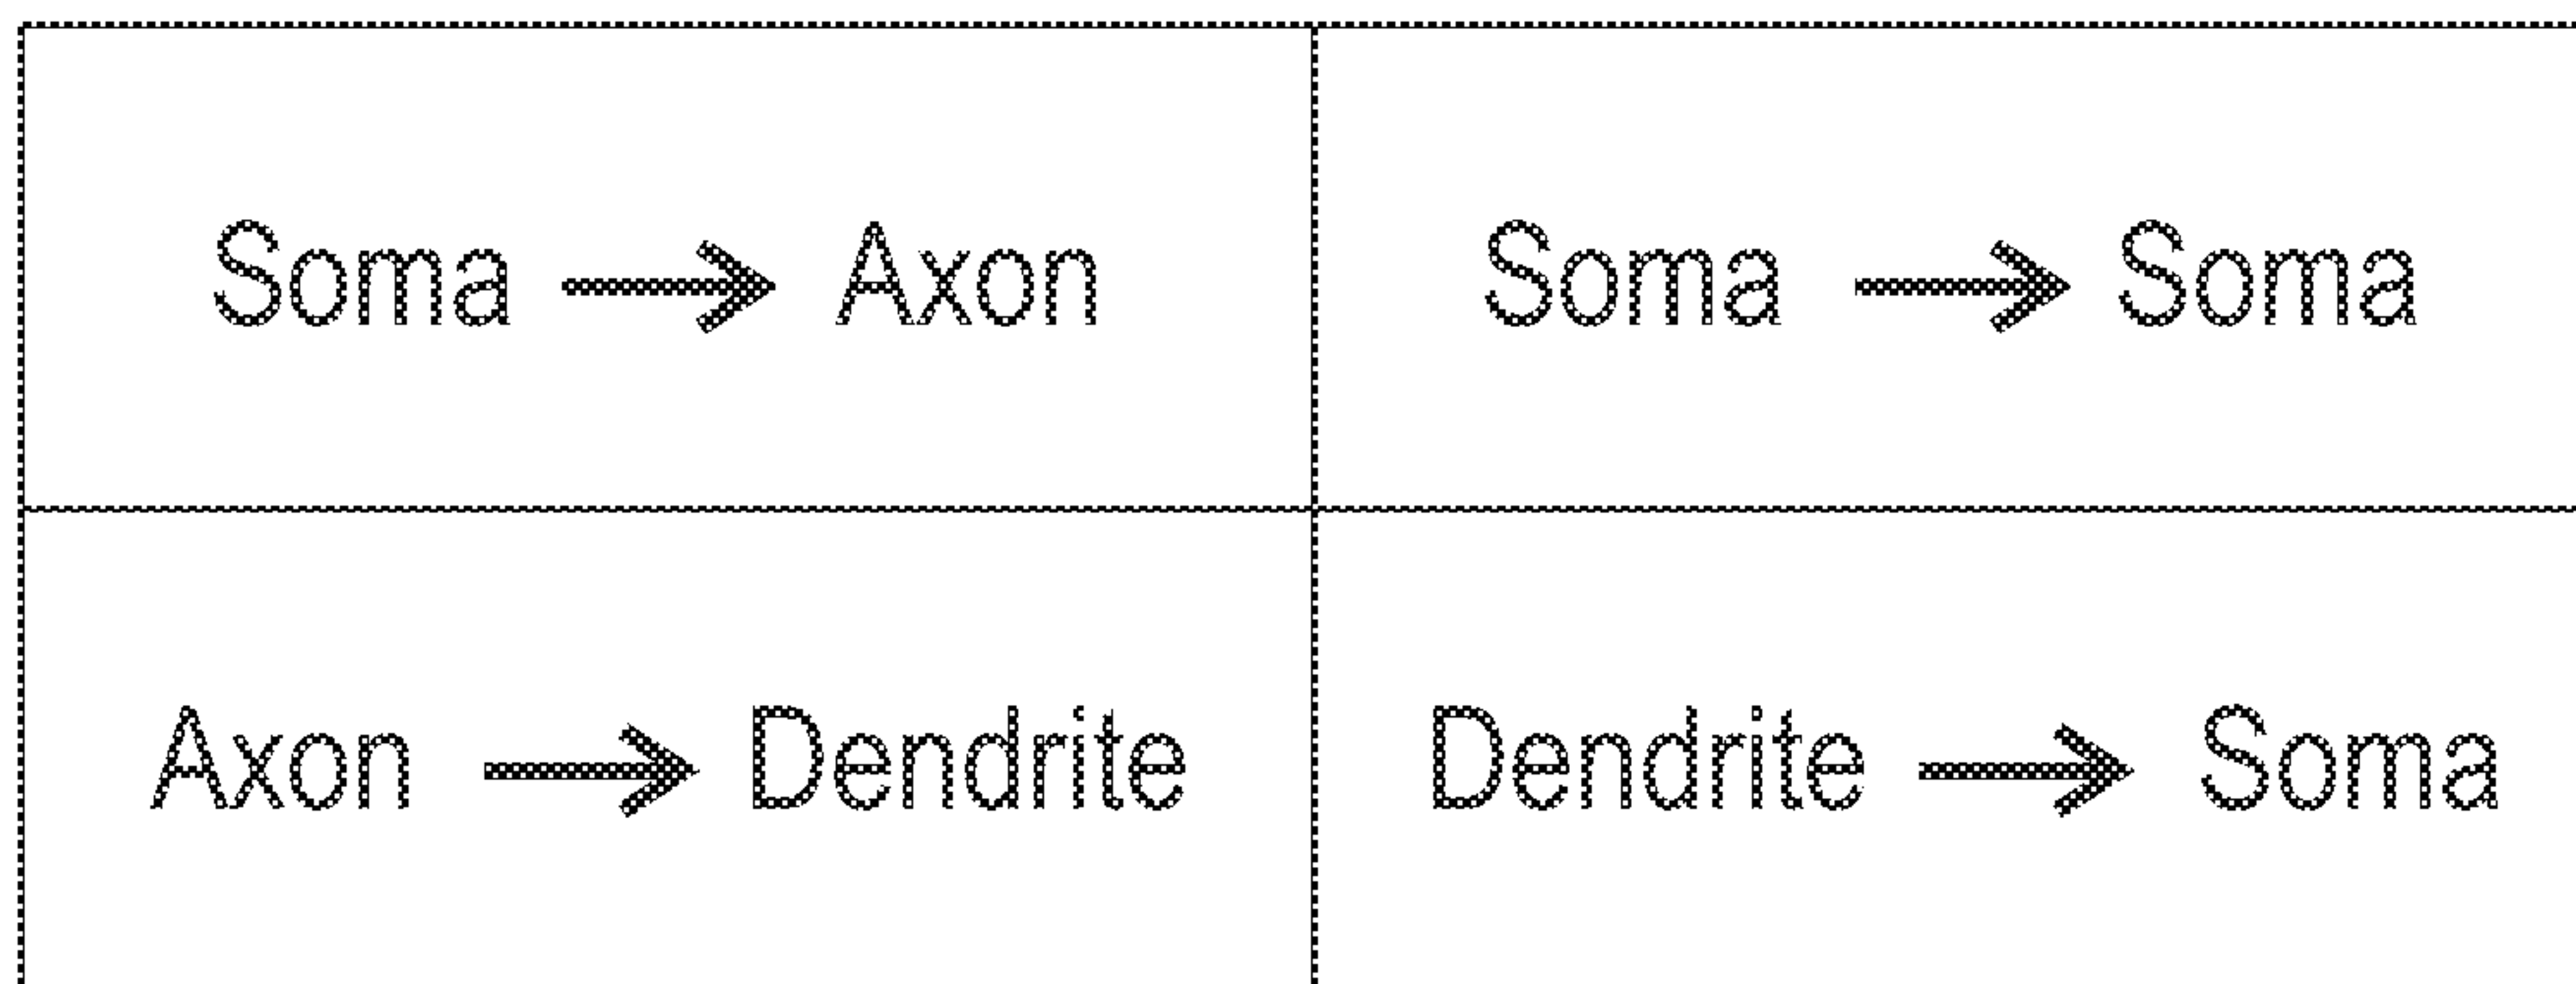 Soma → Axon
Soma → Soma
Axon → Dendrite
Dendrite → Soma